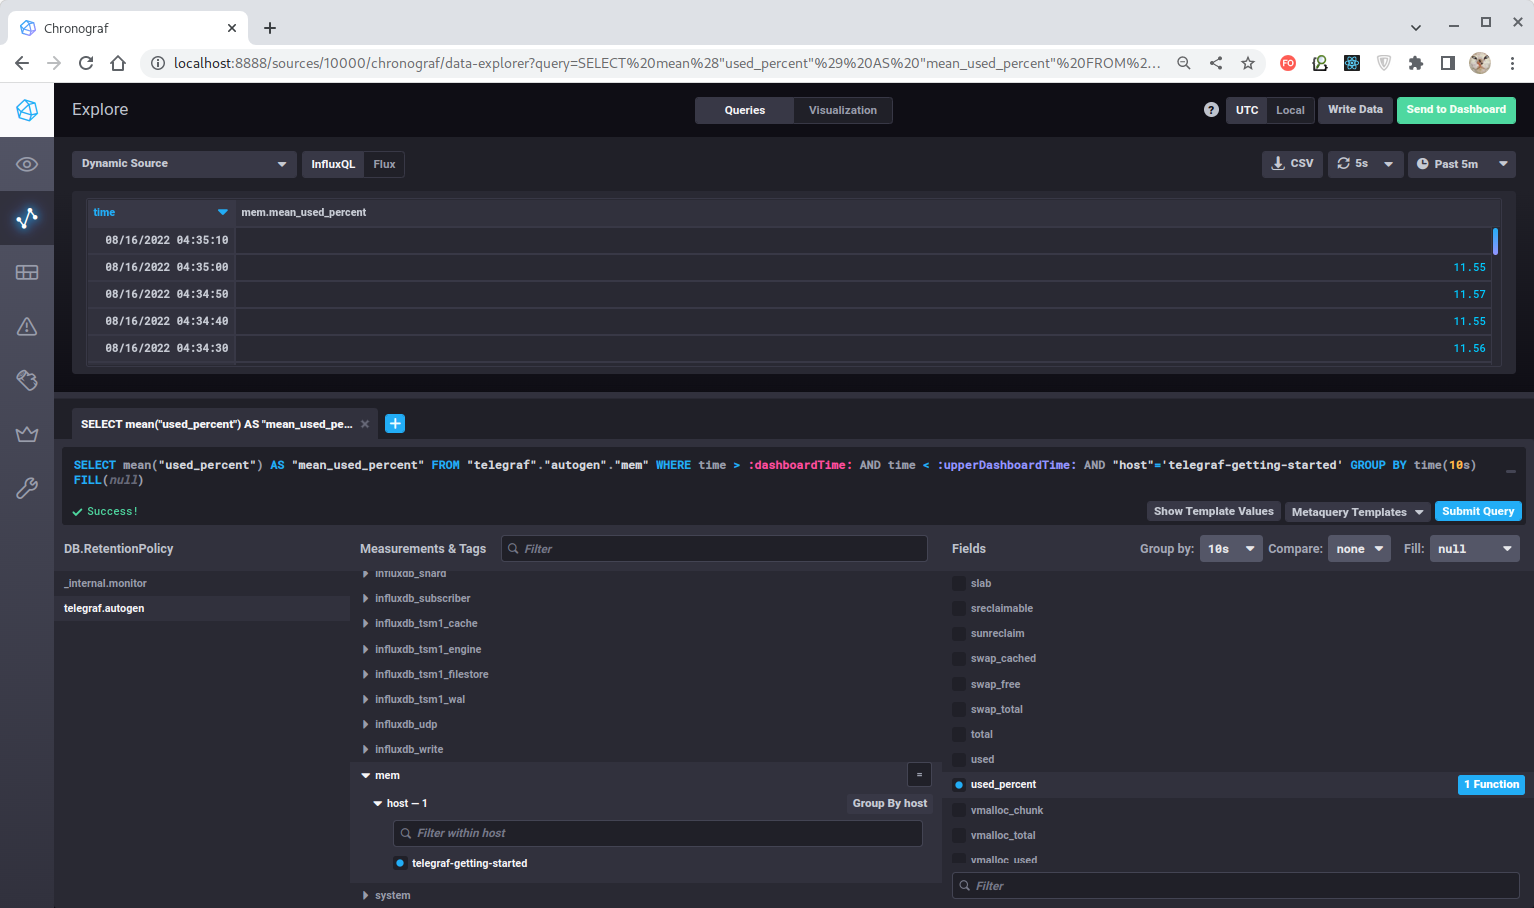 Chronograf
localhost:8888/sources/10000/chronograf/data-explorer?query=SELECT%20mean%28"used_percent"%29%20AS%20"mean_used_percent"%20FROM%2...
FO
Explore
Queries
Visualization
?
UTC
Local
Write Data
Send to Dashboard
Dynamic Source
InfluxQL
Flux
CSV
5s
Past 5m
time
mem.mean_used_percent
08/16/2022 04:35:10
08/16/2022 04:35:00 11.55
08/16/2022 04:34:50 11.57
08/16/2022 04:34:40 11.55
08/16/2022 04:34:30 11.56
SELECT mean("used_percent") AS "mean_used_pe...
SELECT mean("used_percent") AS "mean_used_percent" FROM "telegraf"."autogen"."mem" WHERE time > :dashboardTime: AND time < :upperDashboardTime: AND "host"='telegraf-getting-started' GROUP BY time(10s)
FILL(null)
Success!
Show Template Values
Metaquery Templates
Submit Query
DB.RetentionPolicy
_internal.monitor
telegraf.autogen
Measurements & Tags
Filter
influxdb_shard
influxdb_subscriber
influxdb_tsm1_cache
influxdb_tsm1_engine
influxdb_tsm1_filestore
influxdb_tsm1_wal
influxdb_udp
influxdb_write
mem
=
host — 1
Group By host
Filter within host
telegraf-getting-started
system
Fields
Group by: 10s
Compare: none
Fill: null
slab
sreclaimable
sunreclaim
swap_cached
swap_free
swap_total
total
used
used_percent
1 Function
vmalloc_chunk
vmalloc_total
vmalloc_used
Filter